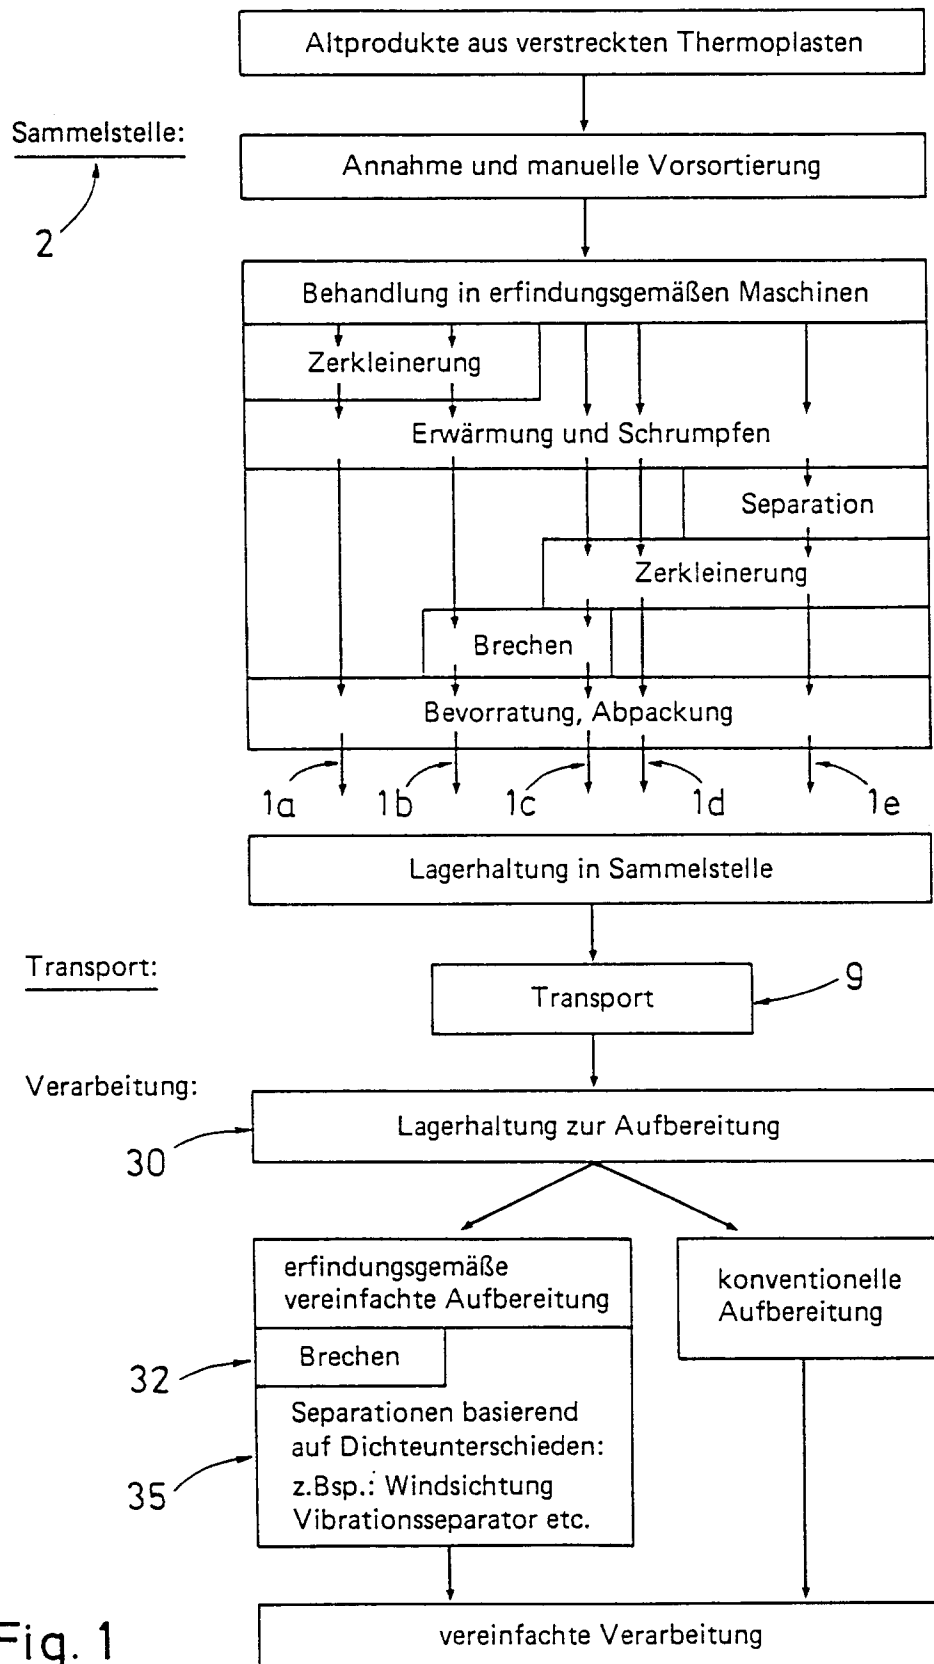 Altprodukte aus verstreckten Thermoplasten
Sammelstelle:
Annahme und manuelle Vorsortierung
2
Behandlung in erfindungsgemäßen Maschinen
Zerkleinerung
Erwärmung und Schrumpfen
Separation
Zerkleinerung
Brechen
Bevorratung, Abpackung
1a 1b 1c 1d 1e
Lagerhaltung in Sammelstelle
Transport:
Transport
9
Verarbeitung:
Lagerhaltung zur Aufbereitung
30
erfindungsgemäße
vereinfachte Aufbereitung
konventionelle
Aufbereitung
Brechen
32
Separationen basierend
auf Dichteunterschieden:
z.Bsp.: Windsichtung
Vibrationsseparator etc.
35
vereinfachte Verarbeitung
Fig. 1